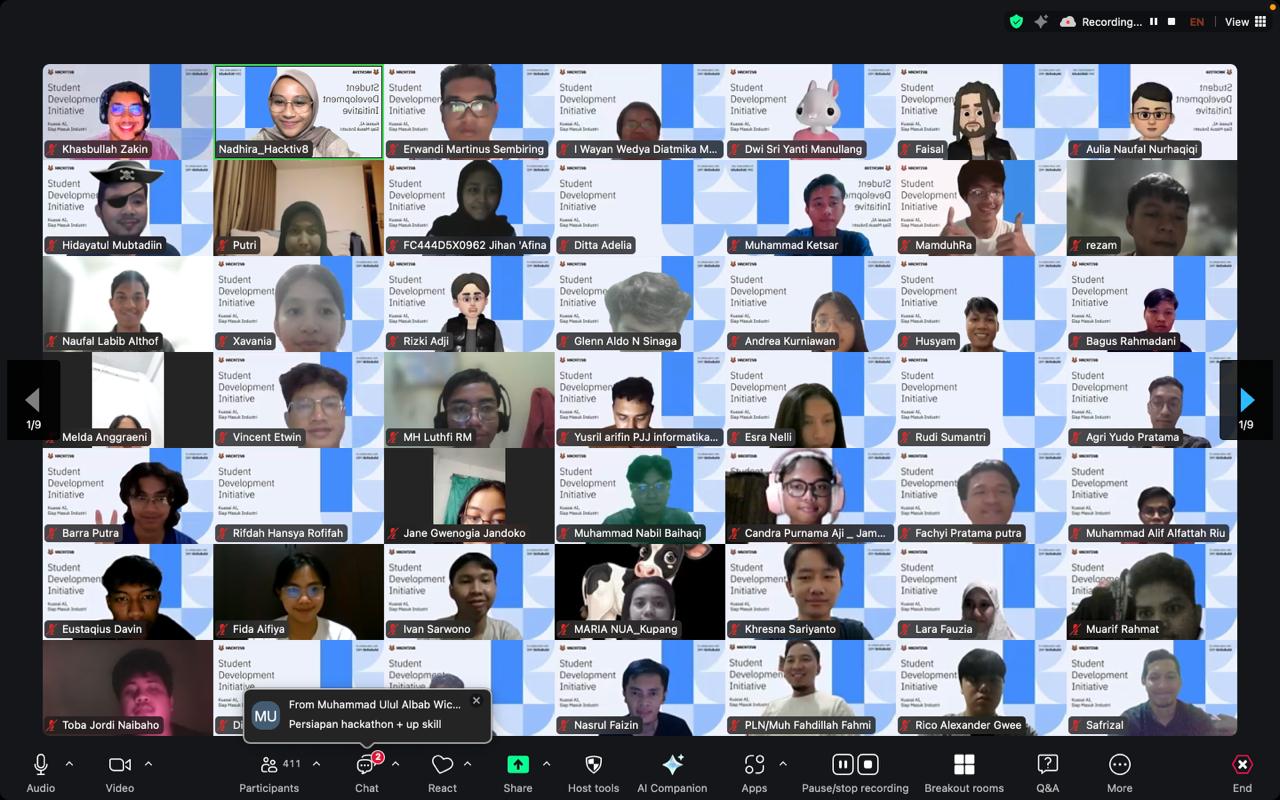 Recording...
EN
View
HACKTIV8
Student
Development
Initiative
Kuasai AI,
Siap Masuk Industri
Khasbullah Zakin
Nadhira_Hacktiv8
Erwandi Martinus Sembiring
I Wayan Wedya Diatmika M...
Dwi Sri Yanti Manullang
Faisal
Aulia Naufal Nurhaqiqi
Hidayatul Mubtadiin
Putri
FC444D5X0962 Jihan 'Afina
Ditta Adelia
Muhammad Ketsar
MamduhRa
rezam
Naufal Labib Althof
Xavania
Rizki Adji
Glenn Aldo N Sinaga
Andrea Kurniawan
Husyam
Bagus Rahmadani
1/9
Melda Anggraeni
Vincent Etwin
MH Luthfi RM
Yusril arifin PJJ informatika...
Esra Nelli
Rudi Sumantri
Agri Yudo Pratama
1/9
Barra Putra
Rifdah Hansya Rofifah
Jane Gwenogia Jandoko
Muhammad Nabil Baihaqi
Candra Purnama Aji _ Jam...
Fachyi Pratama putra
Muhammad Alif Alfattah Riu
Eustaqius Davin
Fida Aifiya
Ivan Sarwono
MARIA NUA_Kupang
Khresna Sariyanto
Lara Fauzia
Muarif Rahmat
Toba Jordi Naibaho
Di
MU
From Muhammad Ulul Albab Wic...
Persiapan hackathon + up skill
Nasrul Faizin
PLN/Muh Fahdillah Fahmi
Rico Alexander Gwee
Safrizal
Audio
Video
411
Participants
2
Chat
React
Share
Host tools
AI Companion
Apps
Pause/stop recording
Breakout rooms
Q&A
More
End